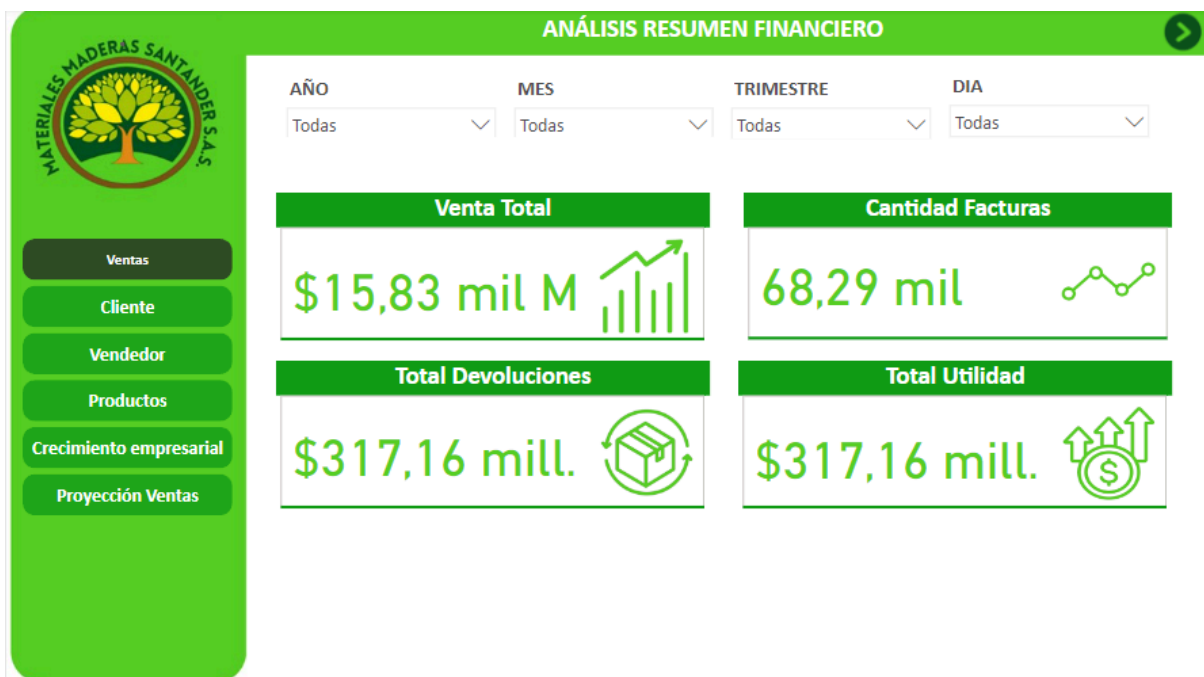 ANÁLISIS RESUMEN FINANCIERO
MATERIALES MADERAS SANTANDER S.A.S.
AÑO
MES
TRIMESTRE
DIA
Todas
Todas
Todas
Todas
Ventas
Cliente
Vendedor
Productos
Crecimiento empresarial
Proyección Ventas
Venta Total
$15,83 mil M
Cantidad Facturas
68,29 mil
Total Devoluciones
$317,16 mill.
Total Utilidad
$317,16 mill.
$